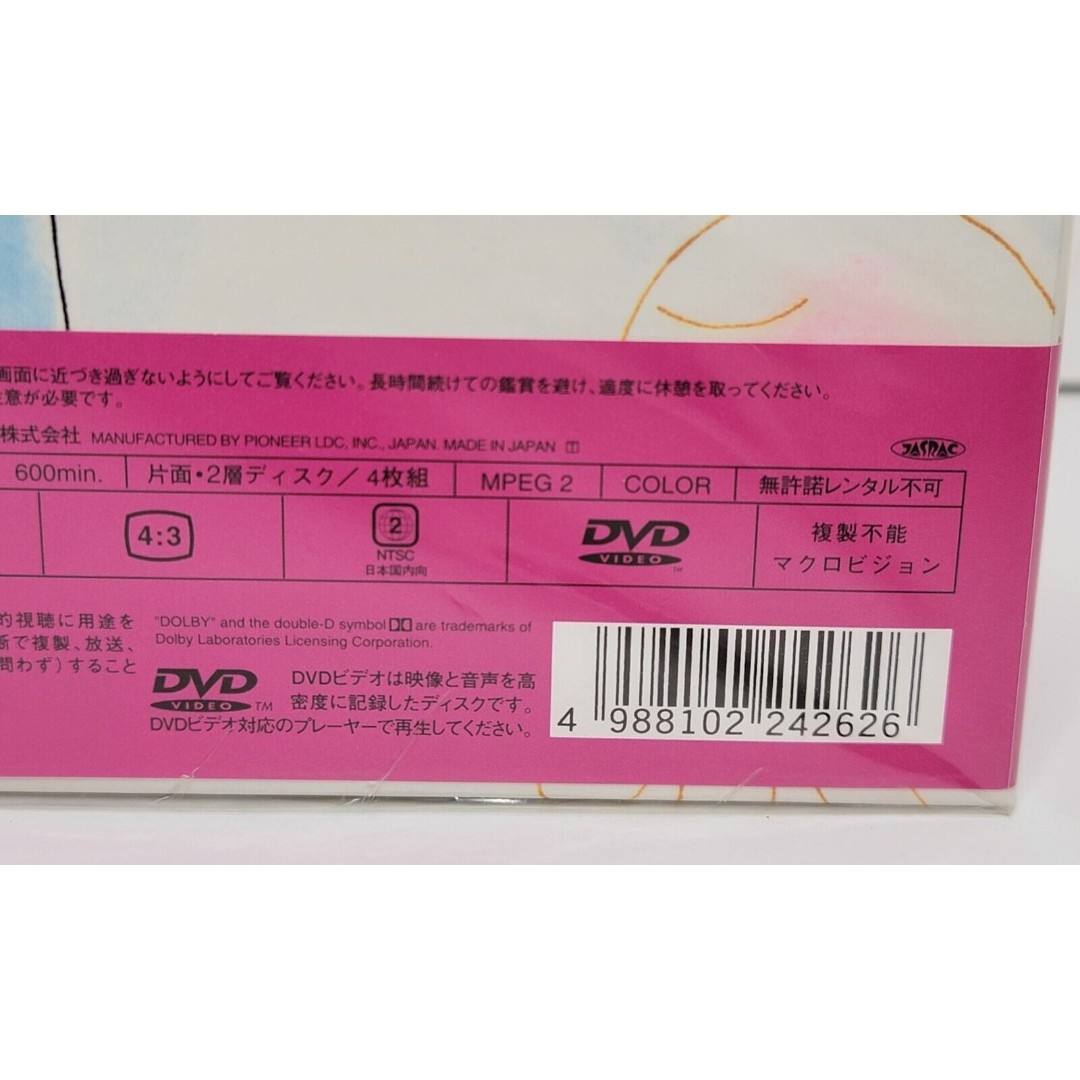 画面に近づき過ぎないようにしてご覧ください。長時間続けての鑑賞を避け、適度に休憩を取ってください。
注意が必要です。
株式会社 MANUFACTURED BY PIONEER LDC, INC., JAPAN. MADE IN JAPAN T
JASRAC
600min. 片面・2層ディスク／4枚組 MPEG 2 COLOR 無許諾レンタル不可
4:3 2 DVD 複製不能
NTSC VIDEO TM マクロビジョン
日本国内向
的視聴に用途を
断で複製、放送、
問わず)すること
"DOLBY" and the double-D symbol are trademarks of
Dolby Laboratories Licensing Corporation.
DVD VIDEO TM
DVDビデオは映像と音声を高
密度に記録したディスクです。
DVDビデオ対応のプレーヤーで再生してください。
4 988102 242626